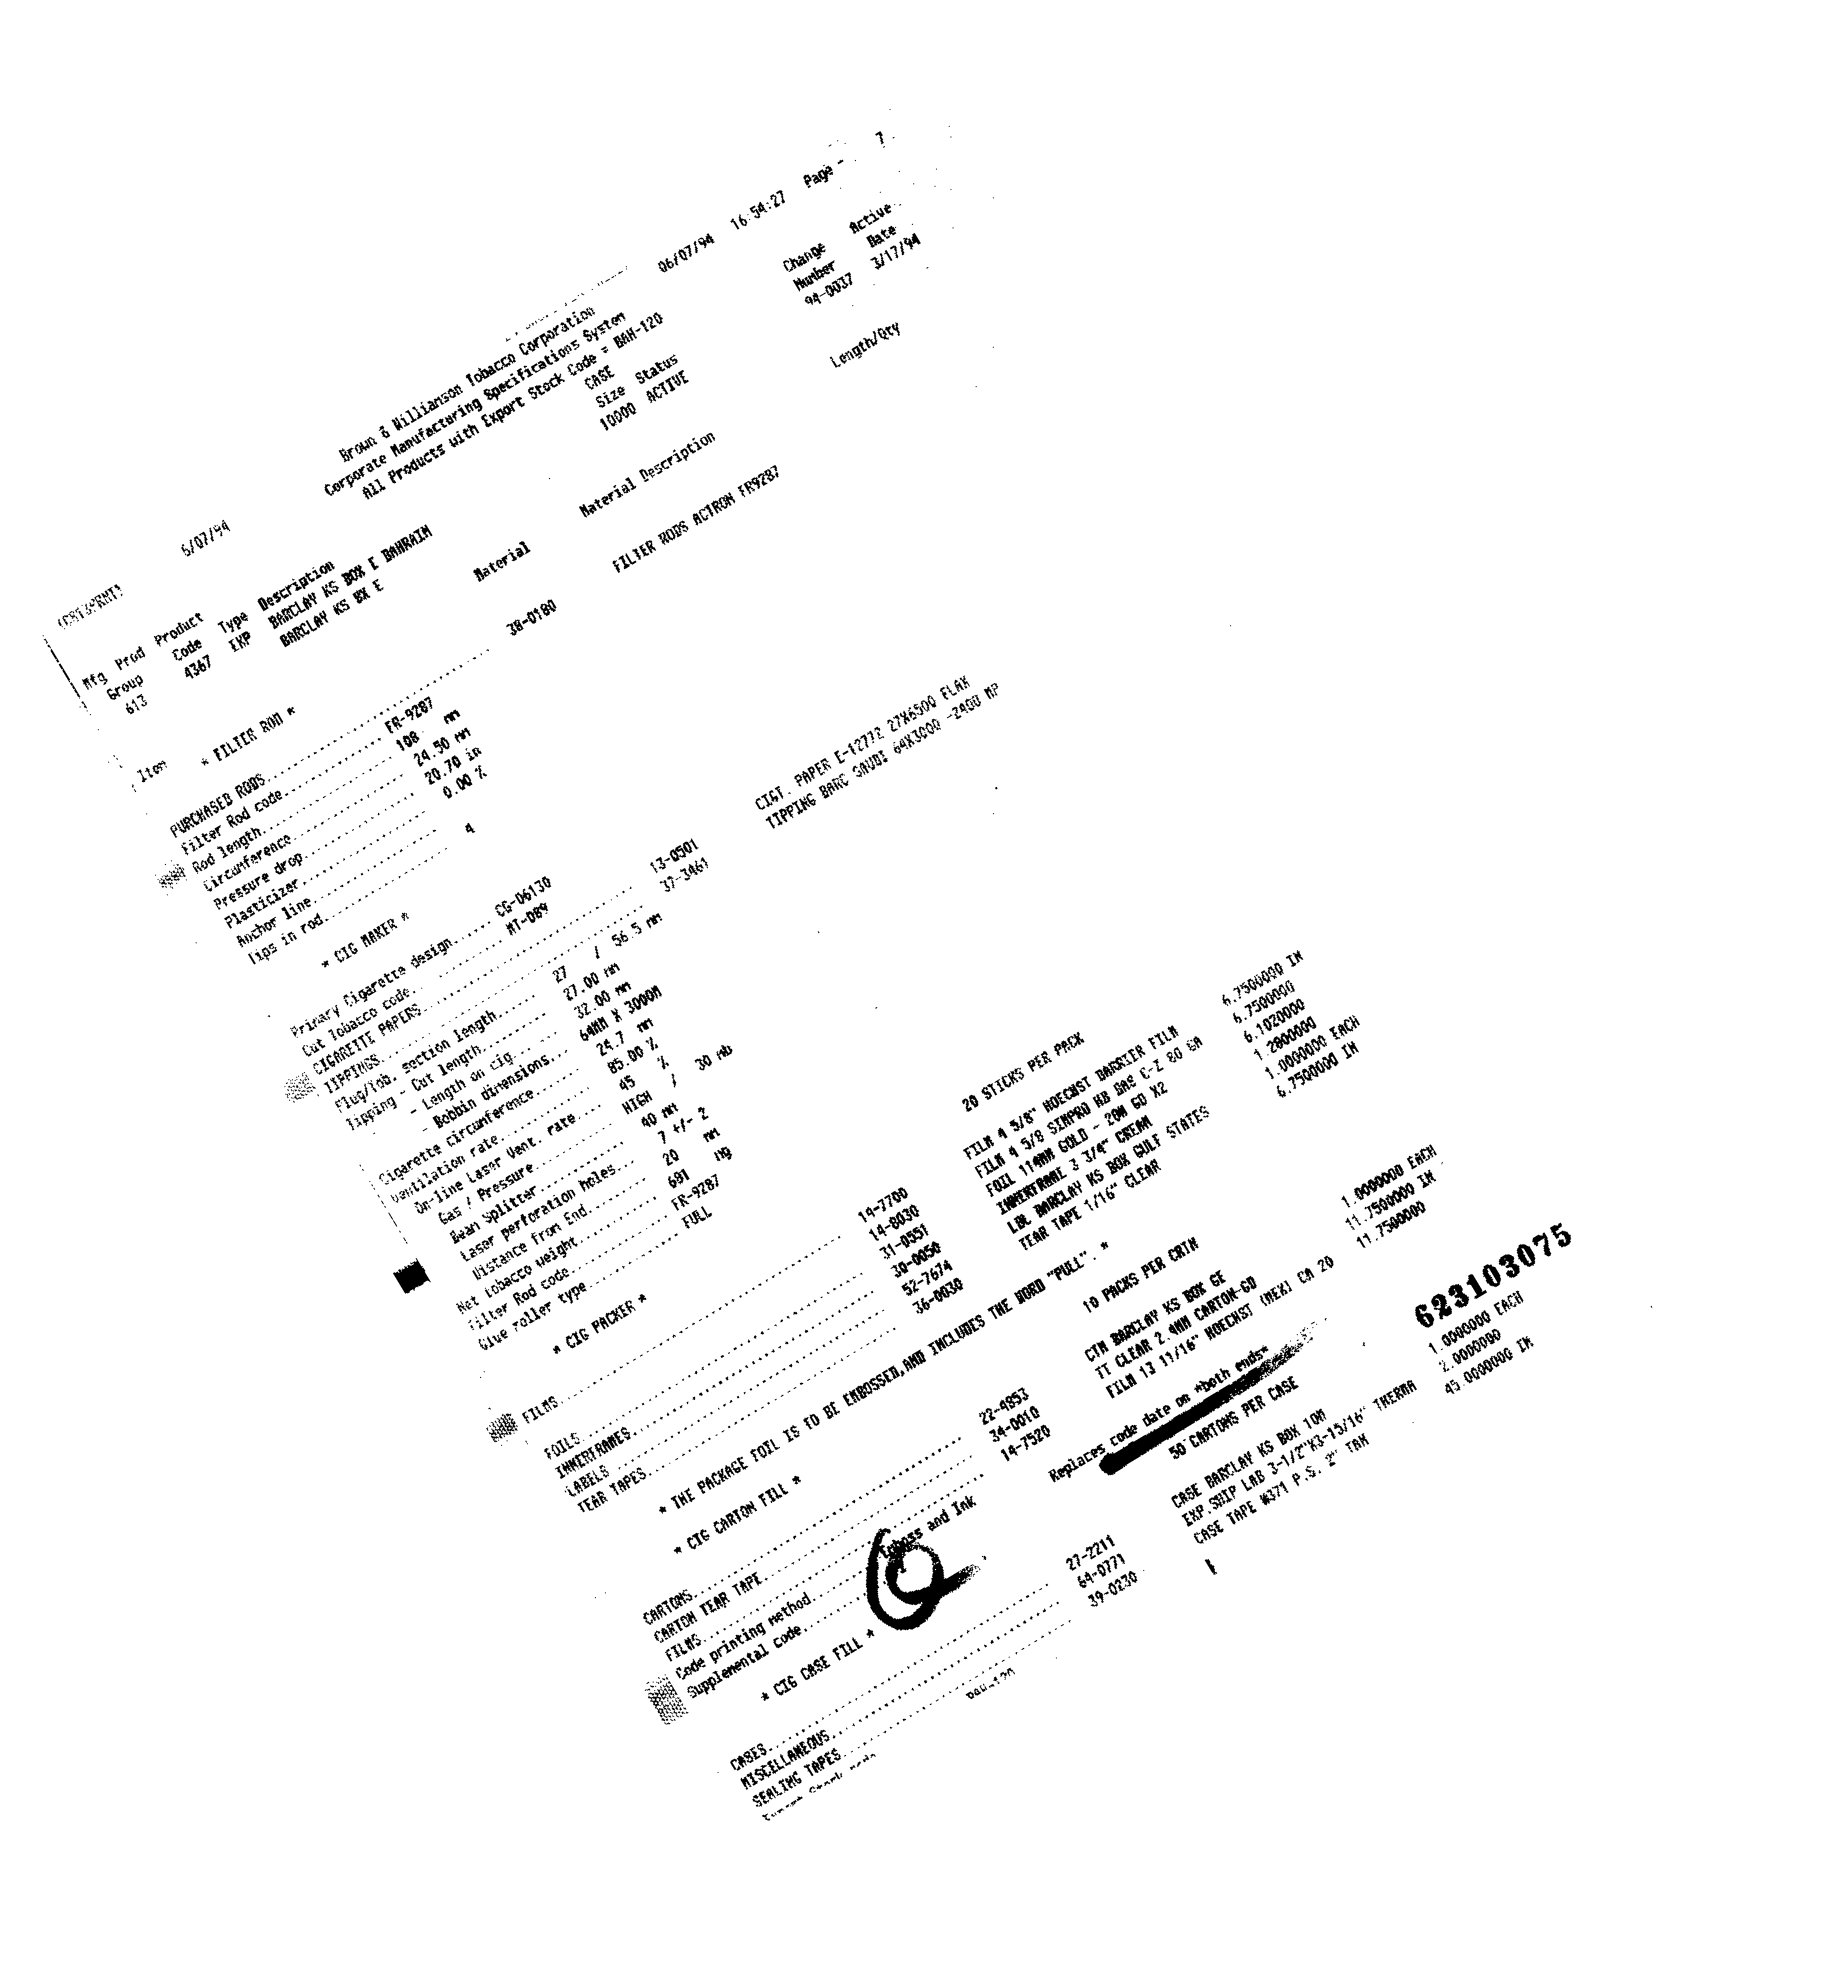 06/07/94 16:54:27 Page - 7
Brown & Williamson Tobacco Corporation
Corporate Manufacturing Specifications System
6/07/94 All Products with Export Stock Code = BAH-120
Mfg Prod Product CASE Change Active
Group Code Type Description Size Status Number Date
613 4367 EXP BARCLAY KS BOX E BAHRAIN 10000 ACTIVE 94-0037 3/17/94
BARCLAY KS BX E
Item Material Material Description Length/Qty
* FILTER ROD *
PURCHASED RODS 38-0180 FILTER RODS ACTRON FR9287
Filter Rod code FR-9287
Rod length 108 mm
Circumference 24.50 mm
Pressure drop 20.70 in
Plasticizer 0.00 %
Anchor line
Tips in rod 4
* CIG MAKER *
Primary Cigarette design CG-06130
Cut Tobacco code MT-089
CIGARETTE PAPERS 13-0501 CIGT. PAPER E-12772 27X6500 FLAX
TIPPINGS 37-3461 TIPPING BARC SAUDI 64X3000 -2400 MP
Plug/Tob. section length 27 / 56.5 mm
Tipping - Cut length 27.00 mm
- Length on cig 32.00 mm
- Bobbin dimensions 64MM X 3000M
Cigarette circumference 24.7 mm
Ventilation rate 85.00 %
On-line Laser Vent. rate 45 %
Gas / Pressure HIGH / 30 mb
Beam Splitter 40 mm
Laser perforation holes 7 +/- 2
Distance from End 20 mm
Net tobacco weight 691 mg
Filter Rod code FR-9287
Glue roller type FULL
* CIG PACKER * 20 STICKS PER PACK
FILMS 14-7700 FILM 4 5/8" HOECHST BARRIER FILM 6.7500000 IN
14-8030 FILM 4 5/8 SIMPRO HB BAG C-Z 80 GA 6.7500000
FOILS 31-0551 FOIL 114MM GOLD - 20M GD X2 6.1020000
INNERFRAMES 30-0050 INNERFRAME 3 3/4" CREAM 1.2800000
LABELS 52-7674 LBL BARCLAY KS BOX GULF STATES 1.0000000 EACH
TEAR TAPES 36-0030 TEAR TAPE 1/16" CLEAR 6.7500000 IN
* THE PACKAGE FOIL IS TO BE EMBOSSED,AND INCLUDES THE WORD "PULL". *
* CIG CARTON FILL * 10 PACKS PER CRTN
CARTONS 22-4853 CTN BARCLAY KS BOX GE 1.0000000 EACH
CARTON TEAR TAPE 34-0010 TT CLEAR 2.4MM CARTON-GD 11.7500000 IN
FILMS 14-7520 FILM 13 11/16" HOECHST (MEX) CA 20 11.7500000
Code printing method Emboss and Ink
Supplemental code Replaces code date on *both ends*
* CIG CASE FILL * 50 CARTONS PER CASE
623103075
CASES 27-2211 CASE BARCLAY KS BOX 10M 1.0000000 EACH
MISCELLANEOUS 64-0771 EXP.SHIP LAB 3-1/2"X3-15/16" THERMA 2.0000000
SEALING TAPES 39-0230 CASE TAPE #371 P.S. 2" TAN 45.0000000 IN